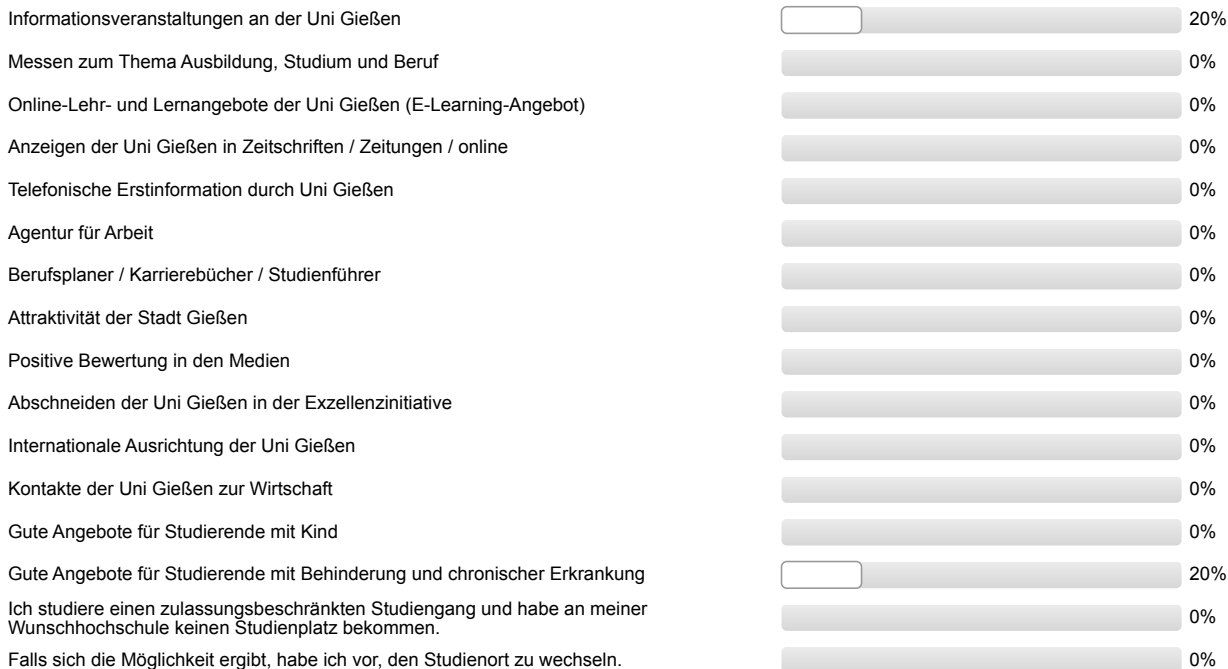 Informationsveranstaltungen an der Uni Gießen 20%
Messen zum Thema Ausbildung, Studium und Beruf 0%
Online-Lehr- und Lernangebote der Uni Gießen (E-Learning-Angebot) 0%
Anzeigen der Uni Gießen in Zeitschriften / Zeitungen / online 0%
Telefonische Erstinformation durch Uni Gießen 0%
Agentur für Arbeit 0%
Berufsplaner / Karrierebücher / Studienführer 0%
Attraktivität der Stadt Gießen 0%
Positive Bewertung in den Medien 0%
Abschneiden der Uni Gießen in der Exzellenzinitiative 0%
Internationale Ausrichtung der Uni Gießen 0%
Kontakte der Uni Gießen zur Wirtschaft 0%
Gute Angebote für Studierende mit Kind 0%
Gute Angebote für Studierende mit Behinderung und chronischer Erkrankung 20%
Ich studiere einen zulassungsbeschränkten Studiengang und habe an meiner
Wunschhochschule keinen Studienplatz bekommen. 0%
Falls sich die Möglichkeit ergibt, habe ich vor, den Studienort zu wechseln. 0%